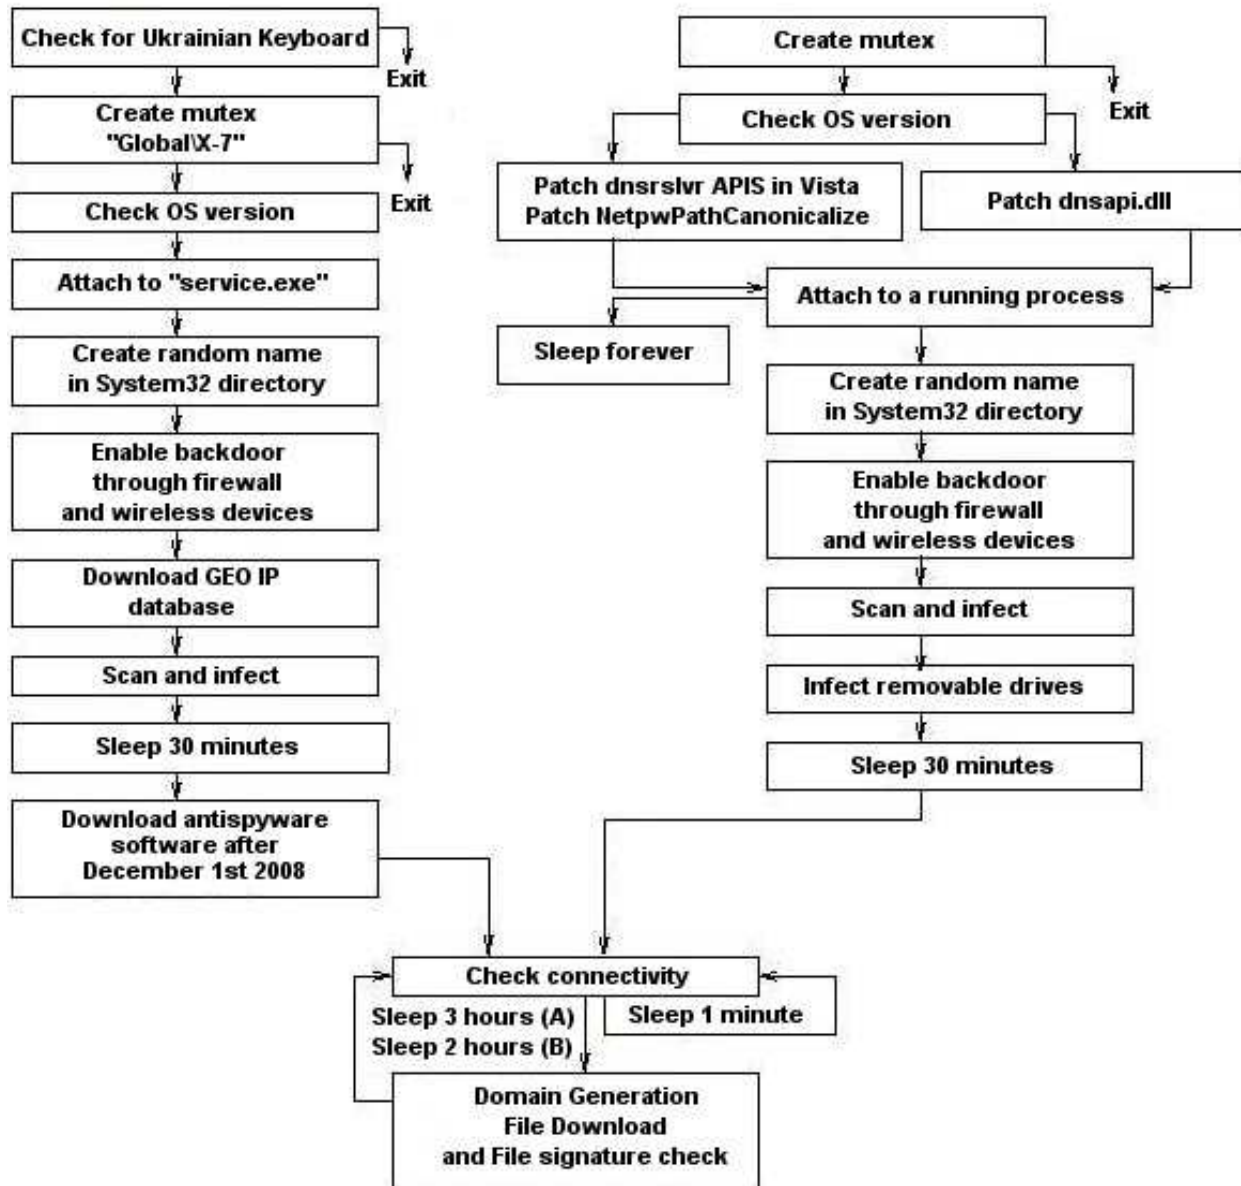 Check for Ukrainian Keyboard
Exit
Create mutex
"Global\X-7"
Exit
Check OS version
Attach to "service.exe"
Create random name
in System32 directory
Enable backdoor
through firewall
and wireless devices
Download GEO IP
database
Scan and infect
Sleep 30 minutes
Download antispyware
software after
December 1st 2008
Create mutex
Exit
Check OS version
Patch dnsrslvr APIS in Vista
Patch NetpwPathCanonicalize
Patch dnsapi.dll
Attach to a running process
Sleep forever
Create random name
in System32 directory
Enable backdoor
through firewall
and wireless devices
Scan and infect
Infect removable drives
Sleep 30 minutes
Check connectivity
Sleep 3 hours (A)
Sleep 2 hours (B)
Sleep 1 minute
Domain Generation
File Download
and File signature check